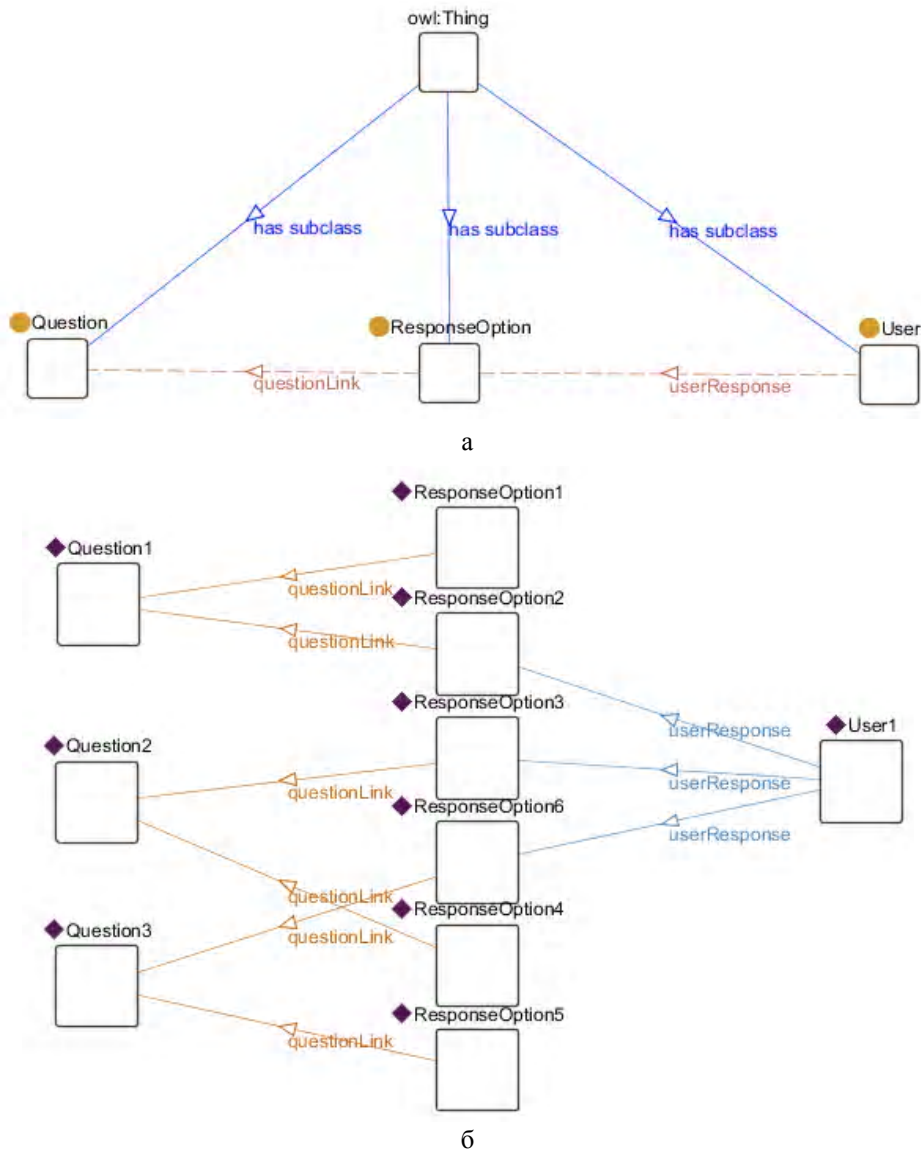 owl:Thing
has subclass has subclass has subclass
Question ResponseOption User
questionLink userResponse
а
ResponseOption1
Question1
questionLink
ResponseOption2
questionLink
ResponseOption3
Question2 userResponse User1
questionLink userResponse
ResponseOption6
userResponse
questionLink
ResponseOption4
Question3 questionLink
ResponseOption5
questionLink
б